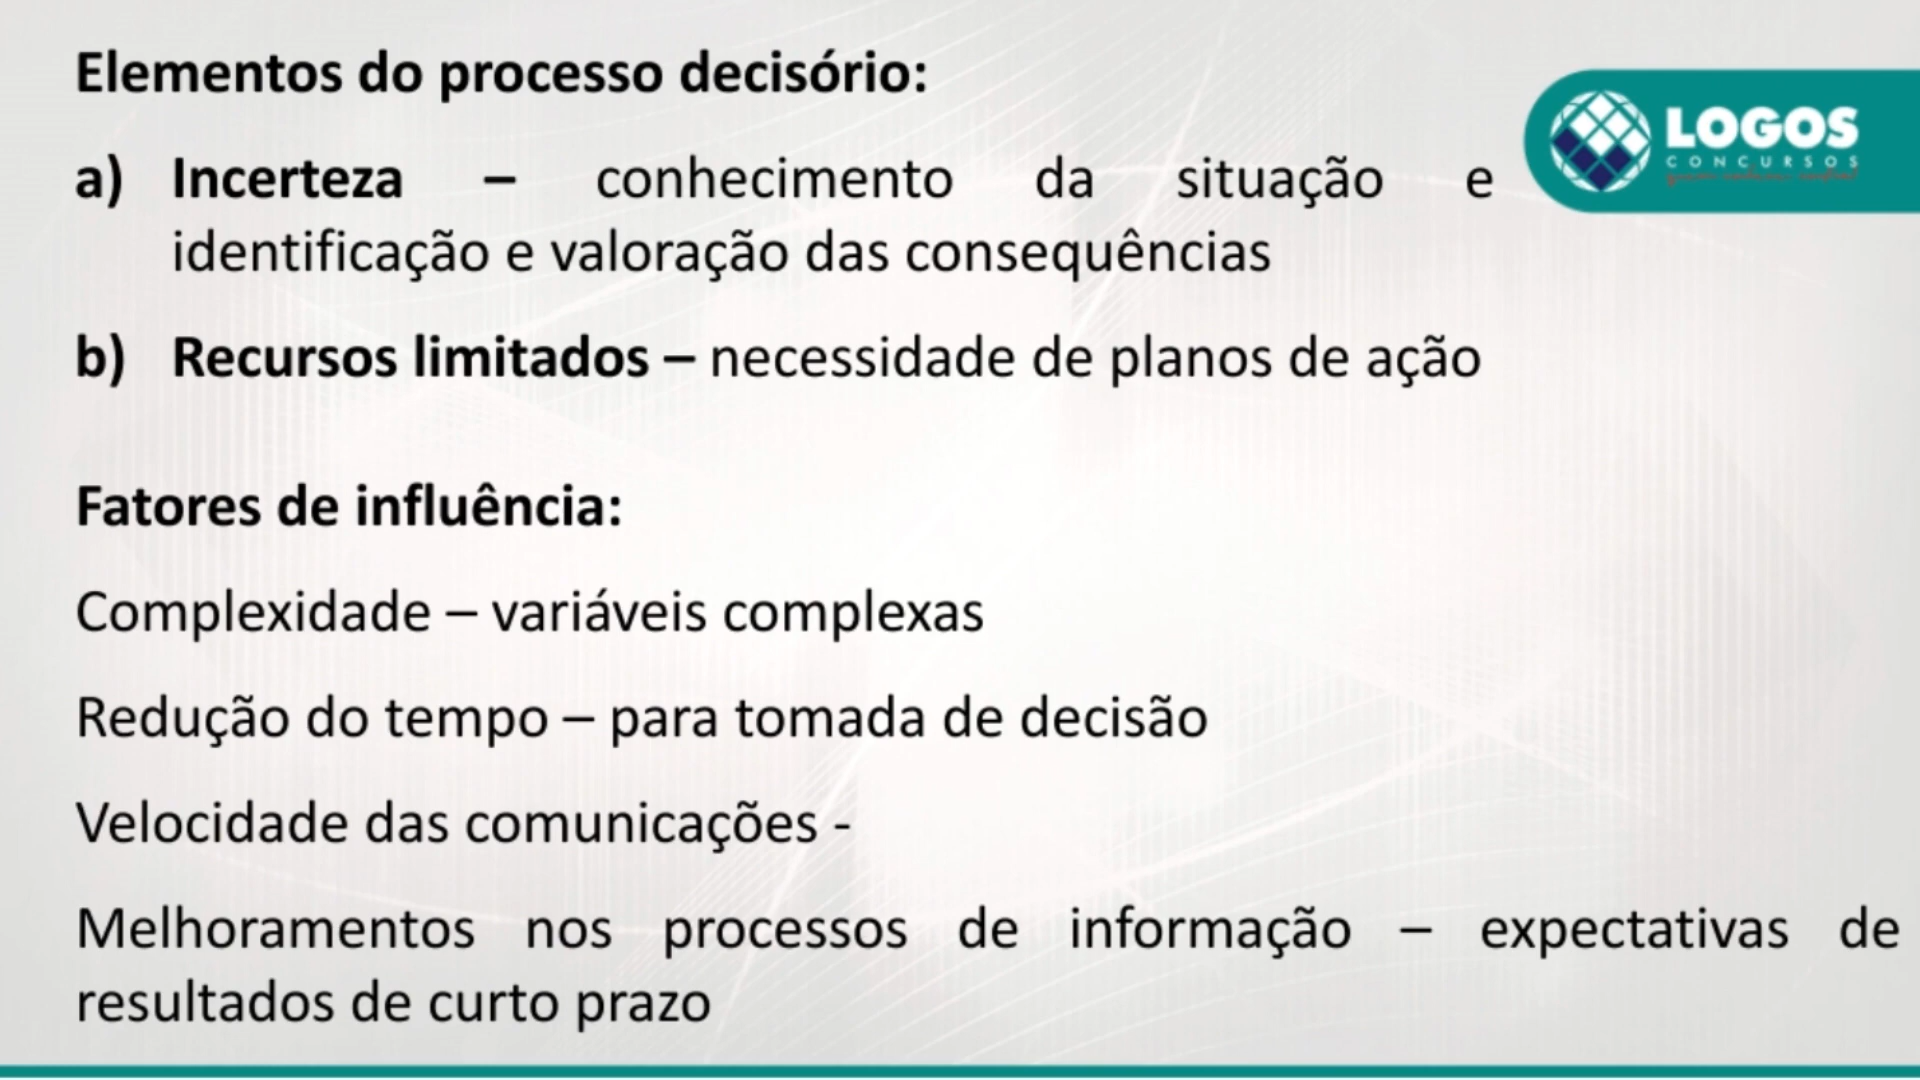 Elementos do processo decisório:
LOGOS
CONCURSOS
a) Incerteza – conhecimento da situação e
identificação e valoração das consequências
b) Recursos limitados – necessidade de planos de ação
Fatores de influência:
Complexidade – variáveis complexas
Redução do tempo – para tomada de decisão
Velocidade das comunicações -
Melhoramentos nos processos de informação – expectativas de
resultados de curto prazo